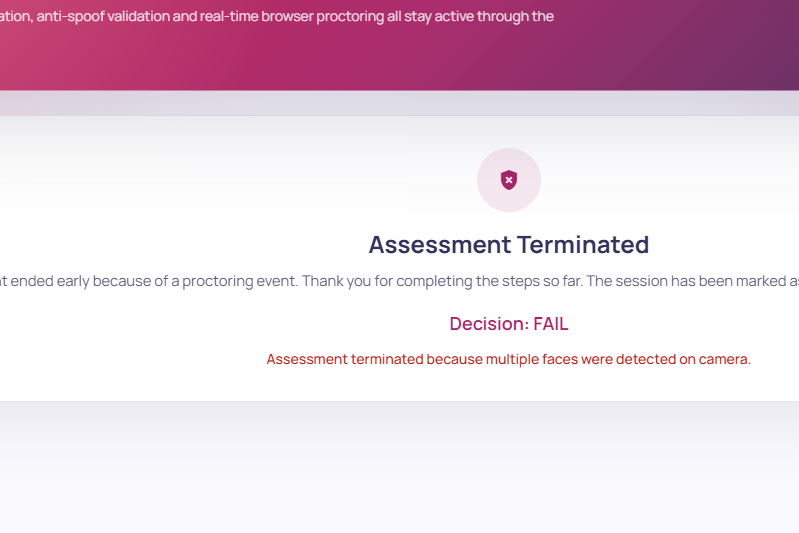 ation, anti-spoof validation and real-time browser proctoring all stay active through the
Assessment Terminated
t ended early because of a proctoring event. Thank you for completing the steps so far. The session has been marked as
Decision: FAIL
Assessment terminated because multiple faces were detected on camera.